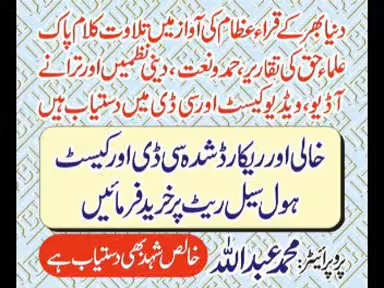 دنیا بھر کے قراء عظام کی آواز میں تلاوت کلام پاک
علماء حق کی تقاریر، حمد و نعت، دینی نظمیں اور ترانے
آڈیو، ویڈیو کیسٹ اور سی ڈی میں دستیاب ہیں
خالی اور ریکارڈ شدہ سی ڈی اور کیسٹ
ہول سیل ریٹ پر خرید فرمائیں
پروپرائیٹر: محمد عبداللہ خالص شہد بھی دستیاب ہے